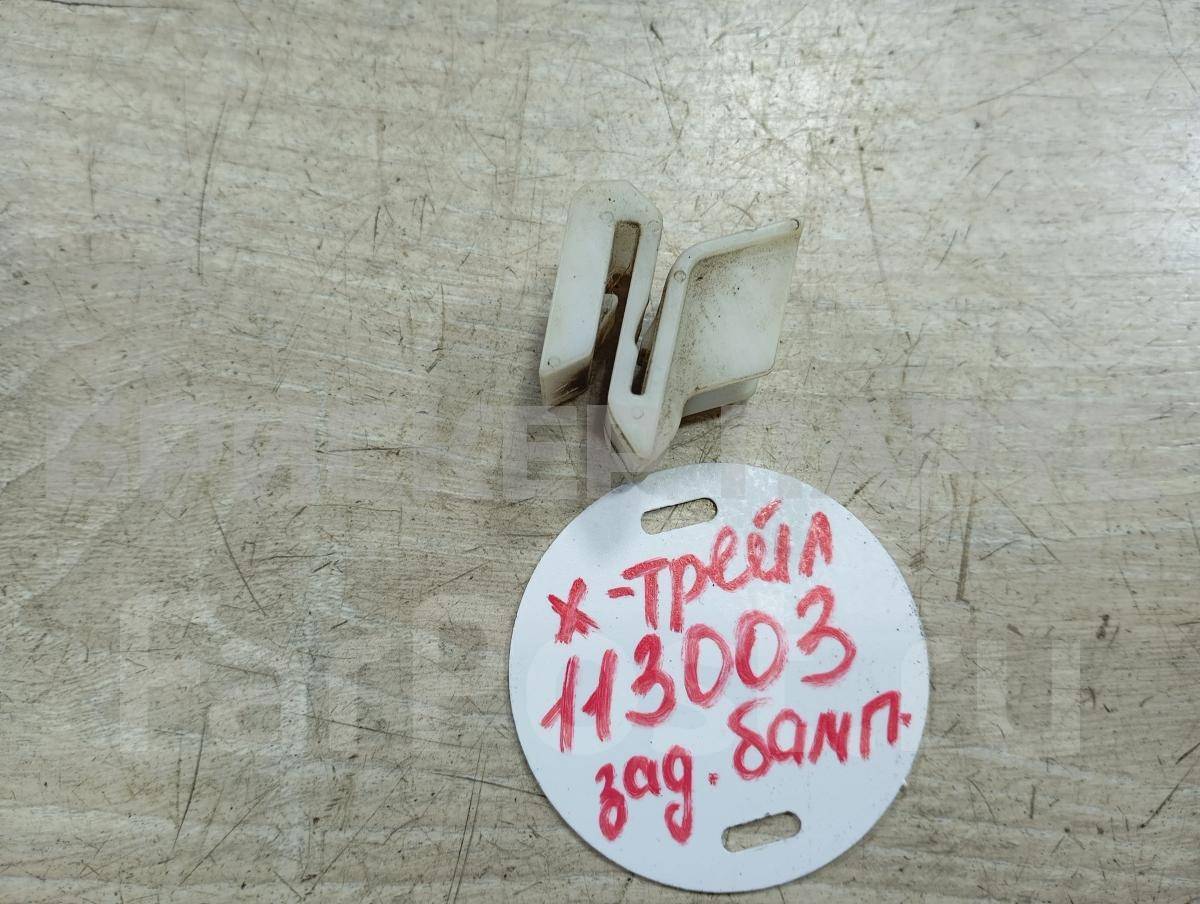 х-трейл
113003
зад. бамп.